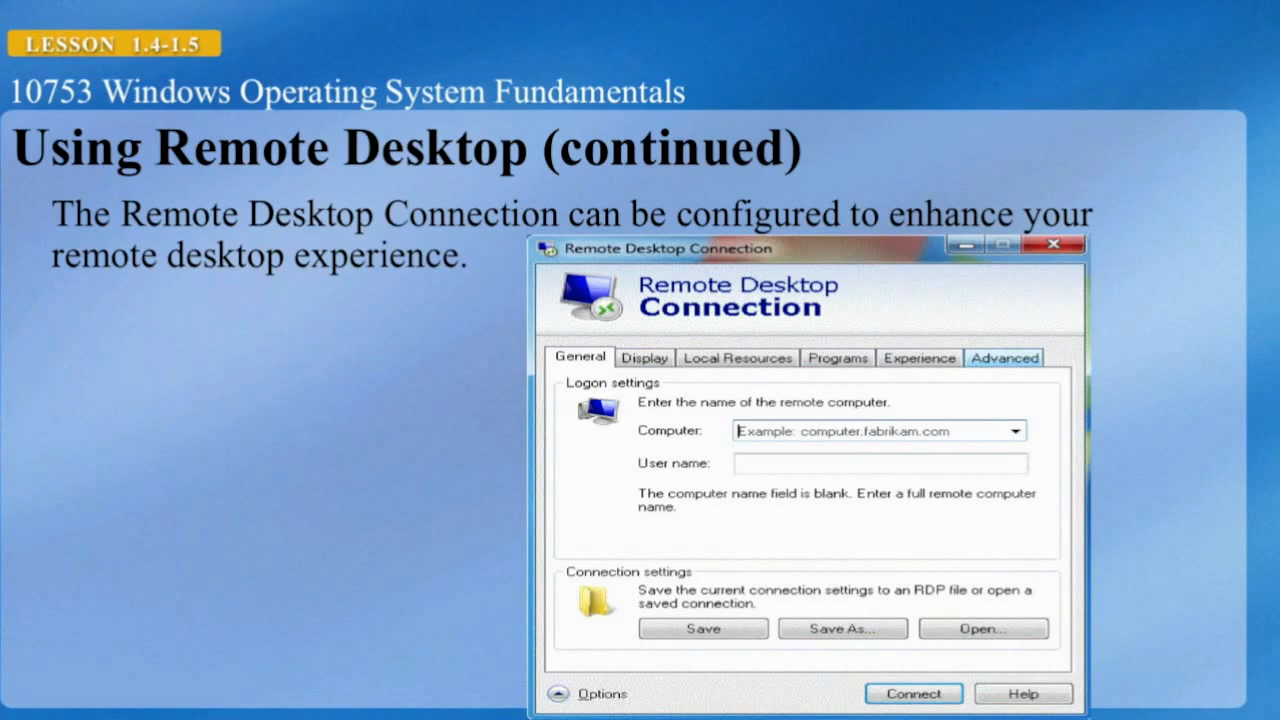 LESSON 1.4-1.5
10753 Windows Operating System Fundamentals
Using Remote Desktop (continued)
The Remote Desktop Connection can be configured to enhance your
remote desktop experience.
Remote Desktop Connection
Remote Desktop
Connection
General Display Local Resources Programs Experience Advanced
Logon settings
Enter the name of the remote computer.
Computer: Example: computer.fabrikam.com
User name:
The computer name field is blank. Enter a full remote computer
name.
Connection settings
Save the current connection settings to an RDP file or open a
saved connection.
Save Save As... Open...
Options Connect Help